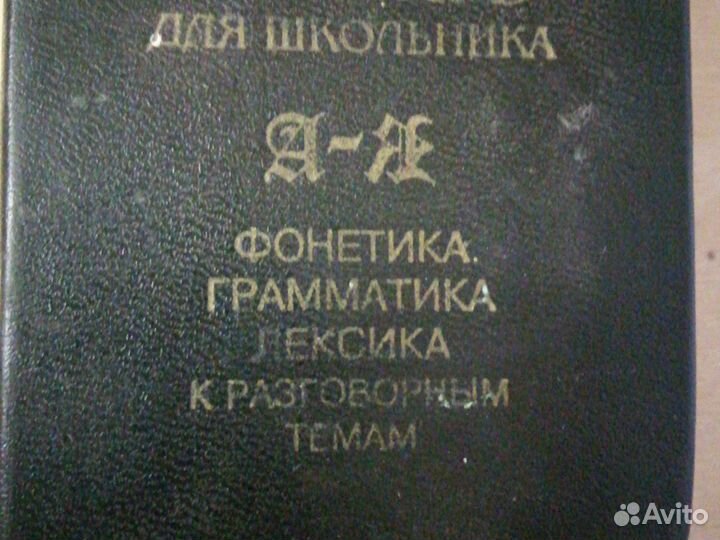 ДЛЯ ШКОЛЬНИКА
А-Я
ФОНЕТИКА.
ГРАММАТИКА
ЛЕКСИКА
К РАЗГОВОРНЫМ
ТЕМАМ
Avito